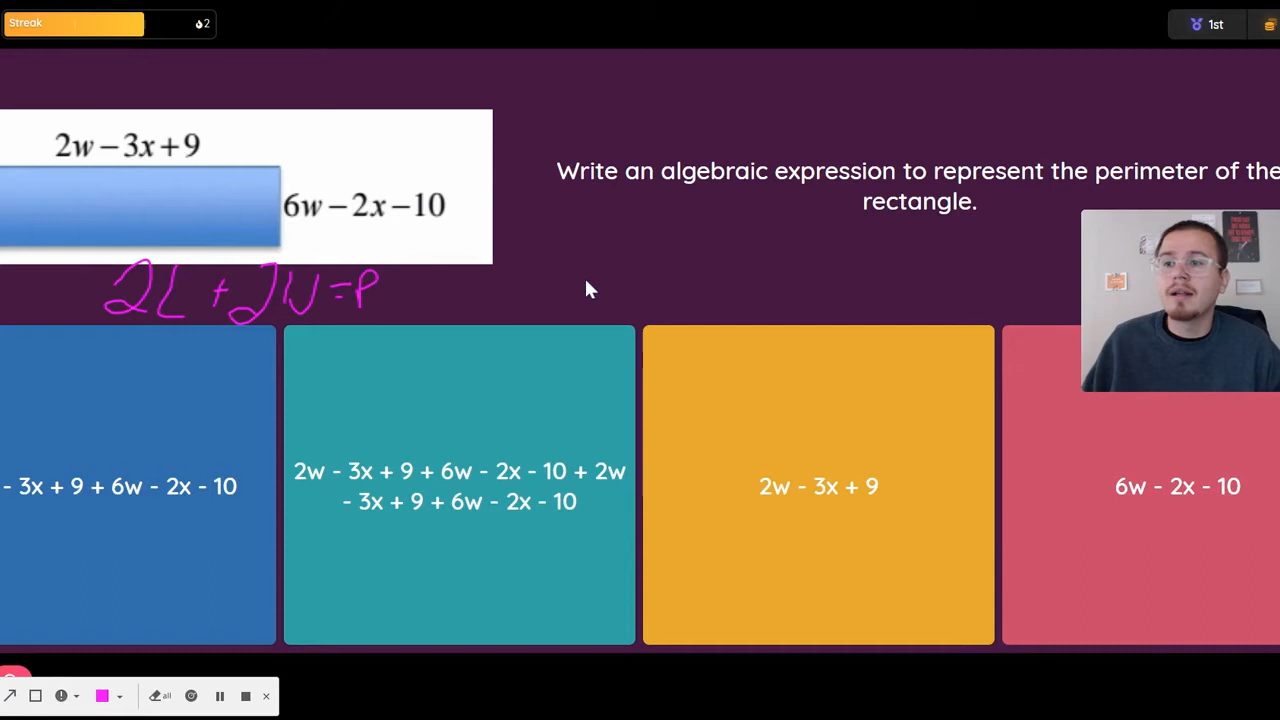 Streak
2
1st
2w – 3x + 9
6w – 2x – 10
Write an algebraic expression to represent the perimeter of the
rectangle.
2L + 2W = P
- 3x + 9 + 6w - 2x - 10
2w - 3x + 9 + 6w - 2x - 10 + 2w
- 3x + 9 + 6w - 2x - 10
2w - 3x + 9
6w - 2x - 10
all